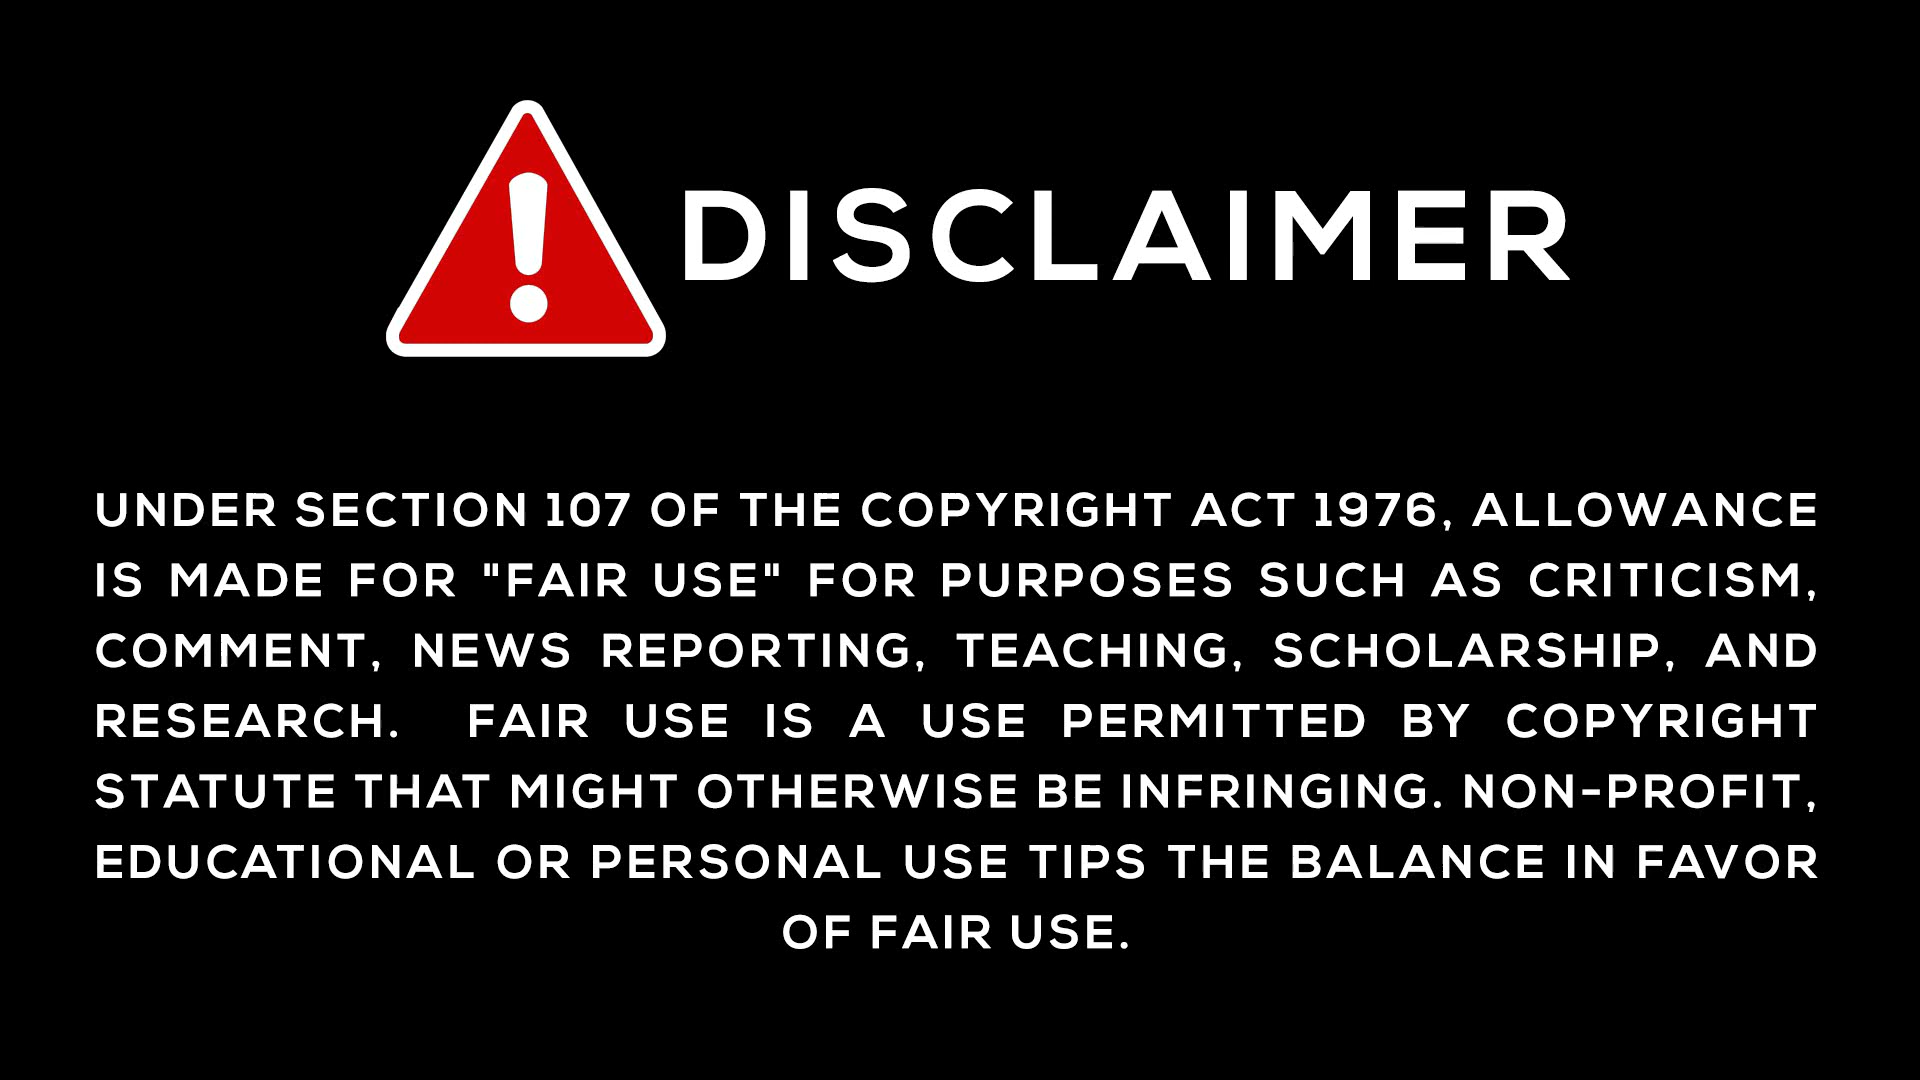 DISCLAIMER
UNDER SECTION 107 OF THE COPYRIGHT ACT 1976, ALLOWANCE
IS MADE FOR "FAIR USE" FOR PURPOSES SUCH AS CRITICISM,
COMMENT, NEWS REPORTING, TEACHING, SCHOLARSHIP, AND
RESEARCH. FAIR USE IS A USE PERMITTED BY COPYRIGHT
STATUTE THAT MIGHT OTHERWISE BE INFRINGING. NON-PROFIT,
EDUCATIONAL OR PERSONAL USE TIPS THE BALANCE IN FAVOR
OF FAIR USE.